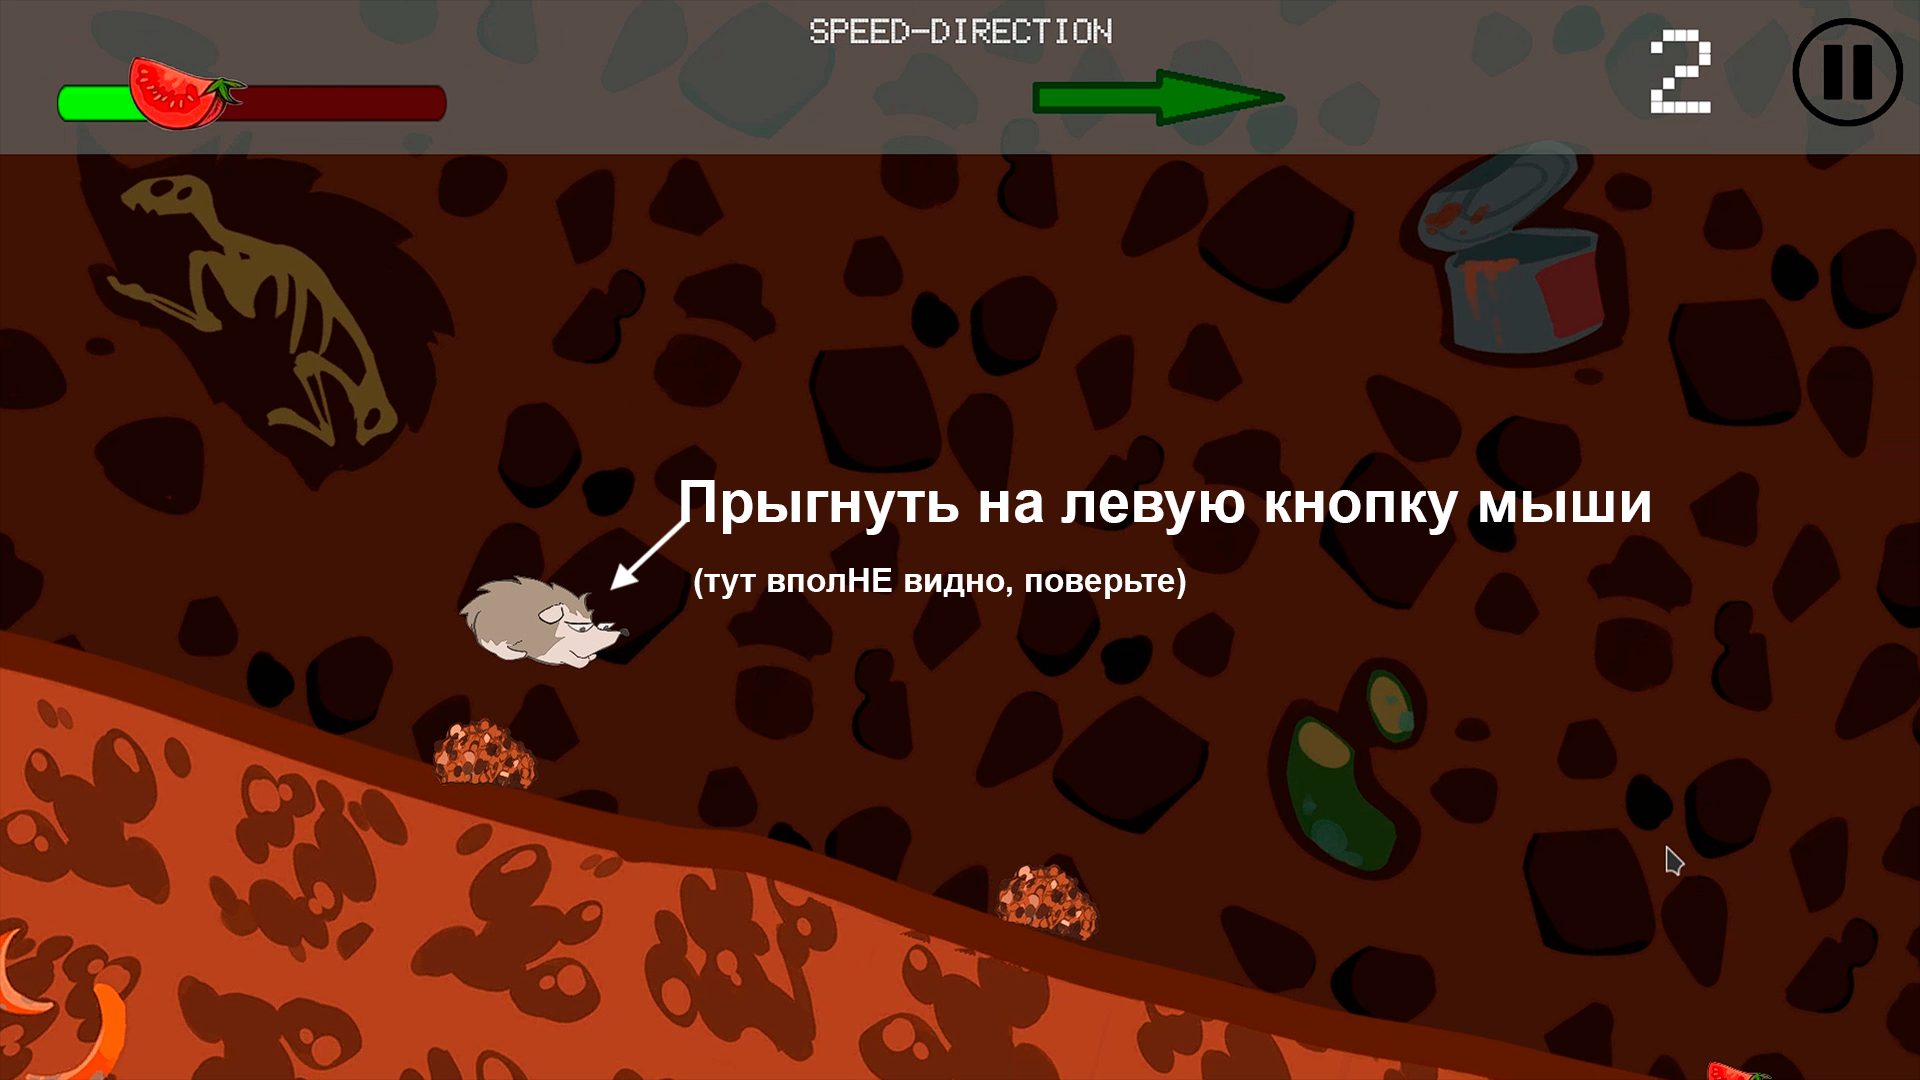 SPEED-DIRECTION
2
Прыгнуть на левую кнопку мыши
(тут вполНЕ видно, поверьте)